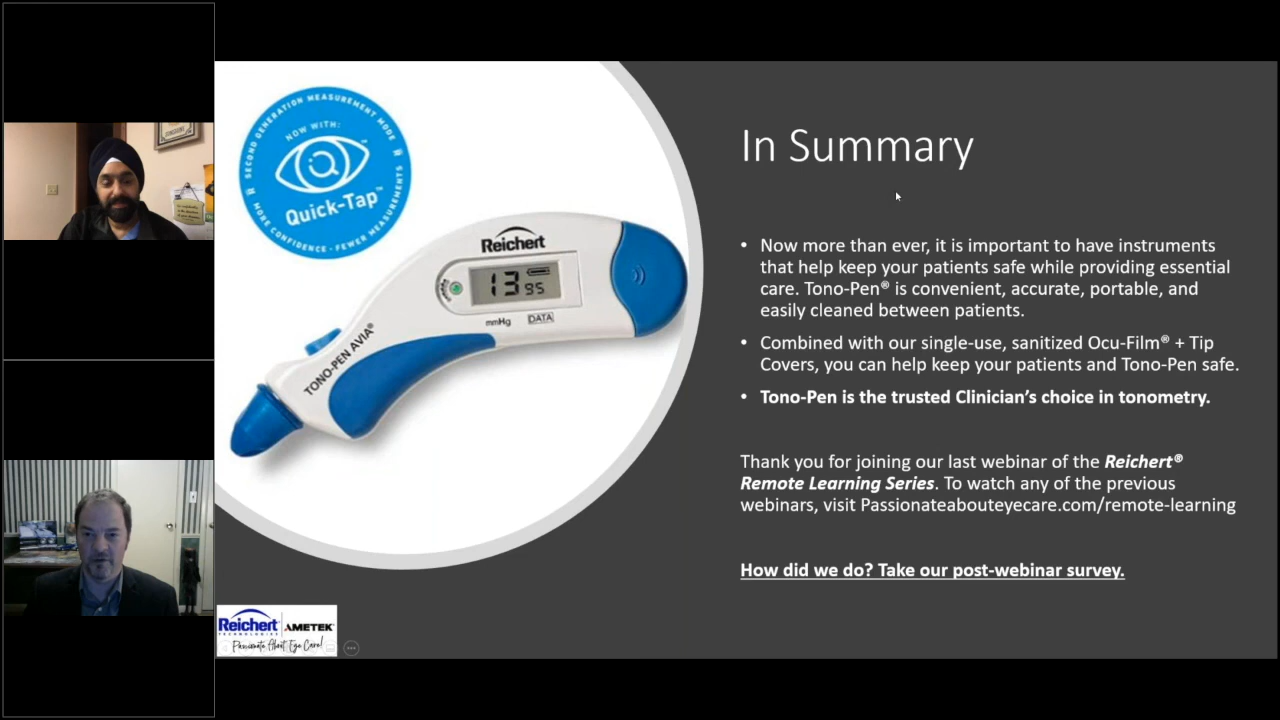 SECOND GENERATION MEASUREMENT MODE
NOW WITH:
Quick-Tap™
MORE CONFIDENCE • FEWER MEASUREMENTS
Reichert
13 95
mmHg DATA
TONO-PEN AVIA®
In Summary
• Now more than ever, it is important to have instruments
that help keep your patients safe while providing essential
care. Tono-Pen® is convenient, accurate, portable, and
easily cleaned between patients.
• Combined with our single-use, sanitized Ocu-Film® + Tip
Covers, you can help keep your patients and Tono-Pen safe.
• Tono-Pen is the trusted Clinician’s choice in tonometry.
Thank you for joining our last webinar of the Reichert®
Remote Learning Series. To watch any of the previous
webinars, visit Passionateabouteyecare.com/remote-learning
How did we do? Take our post-webinar survey.
Reichert AMETEK®
TECHNOLOGIES
Passionate About Eye Care!